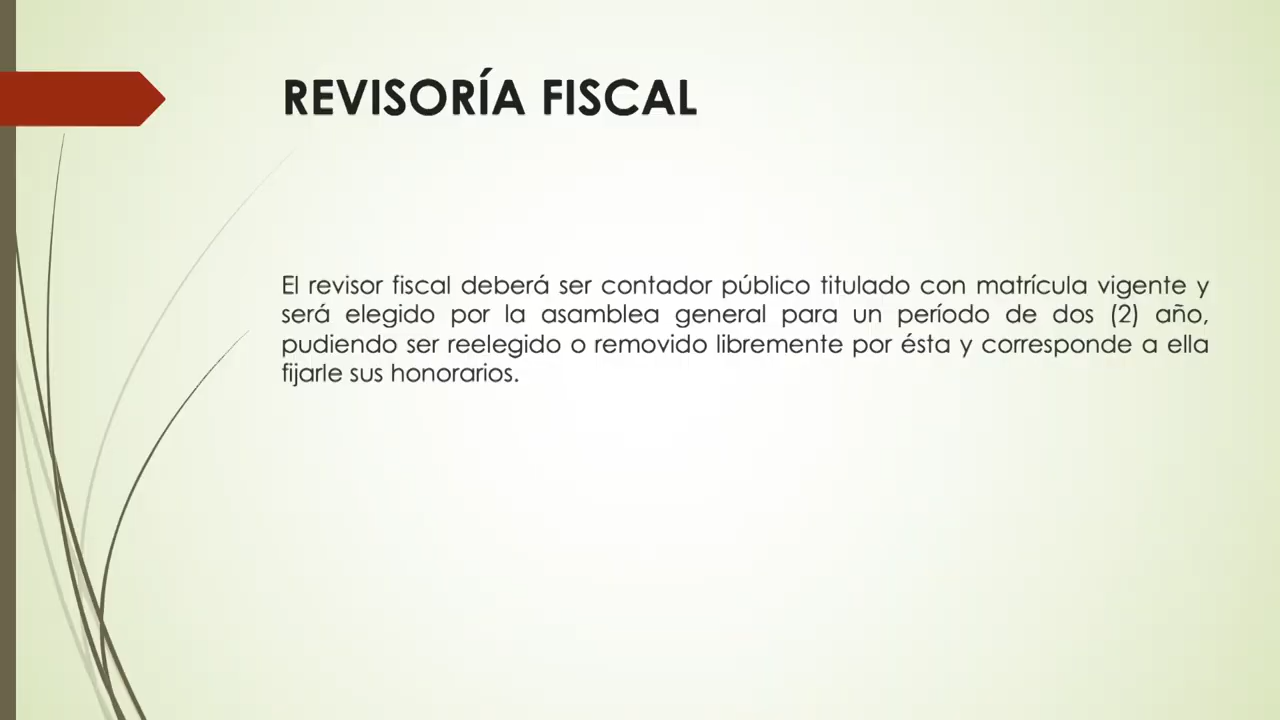 REVISORÍA FISCAL
El revisor fiscal deberá ser contador público titulado con matrícula vigente y
será elegido por la asamblea general para un período de dos (2) año,
pudiendo ser reelegido o removido libremente por ésta y corresponde a ella
fijarle sus honorarios.